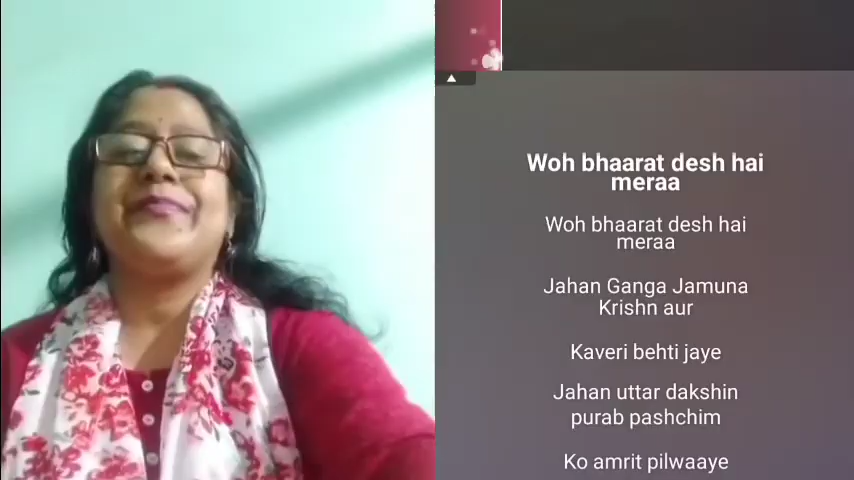 Woh bhaarat desh hai
meraa
Woh bhaarat desh hai
meraa
Jahan Ganga Jamuna
Krishn aur
Kaveri behti jaye
Jahan uttar dakshin
purab pashchim
Ko amrit pilwaaye